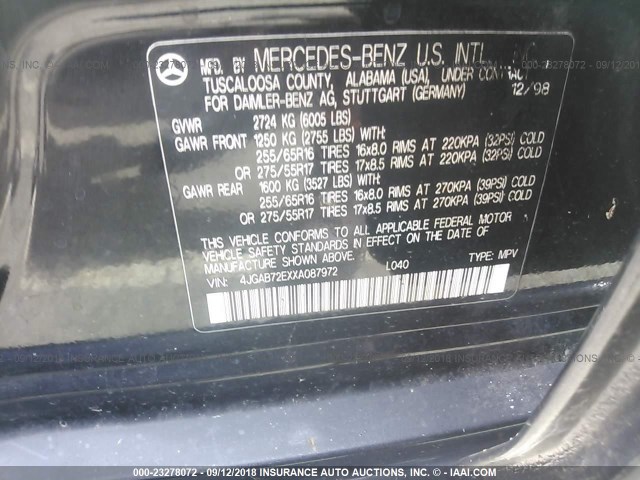 000-23278072 - 09/12/2018
MFD. BY MERCEDES-BENZ U.S. INTL. INC.
TUSCALOOSA COUNTY, ALABAMA (USA), UNDER CONTRACT
FOR DAIMLER-BENZ AG, STUTTGART (GERMANY) 12/98
GVWR 2724 KG (6005 LBS)
GAWR FRONT 1250 KG (2755 LBS) WITH:
255/65R16 TIRES 16x8.0 RIMS AT 220KPA (32PSI) COLD
OR 275/55R17 TIRES 17x8.5 RIMS AT 220KPA (32PSI) COLD
GAWR REAR 1600 KG (3527 LBS) WITH:
255/65R16 TIRES 16x8.0 RIMS AT 270KPA (39PSI) COLD
OR 275/55R17 TIRES 17x8.5 RIMS AT 270KPA (39PSI) COLD
THIS VEHICLE CONFORMS TO ALL APPLICABLE FEDERAL MOTOR
VEHICLE SAFETY STANDARDS IN EFFECT ON THE DATE OF
MANUFACTURE SHOWN ABOVE.
VIN: 4JGAB72EXXA087972 L040 TYPE: MPV
000-23278072 - 09/12/2018 INSURANCE AUTO AUCTIONS, INC. - © - IAAI.COM